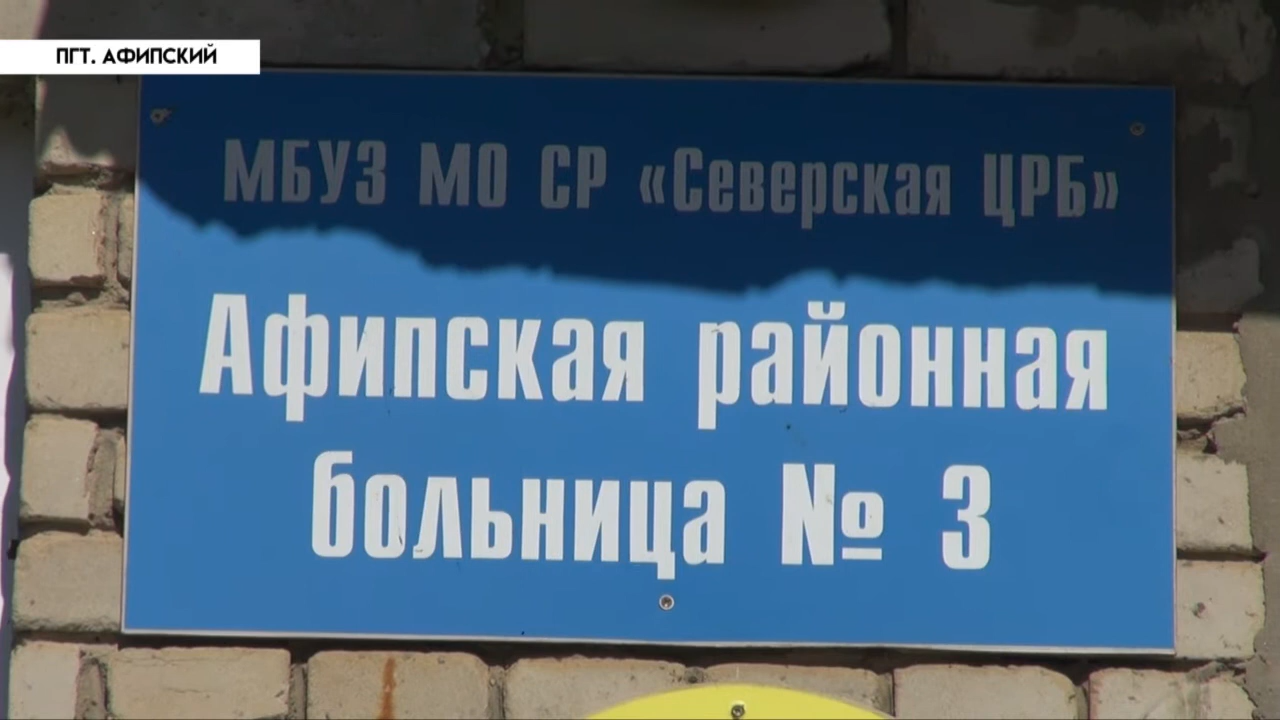 ПГТ. АФИПСКИЙ
МБУЗ МО СР «Северская ЦРБ»
Афипская районная
больница № 3